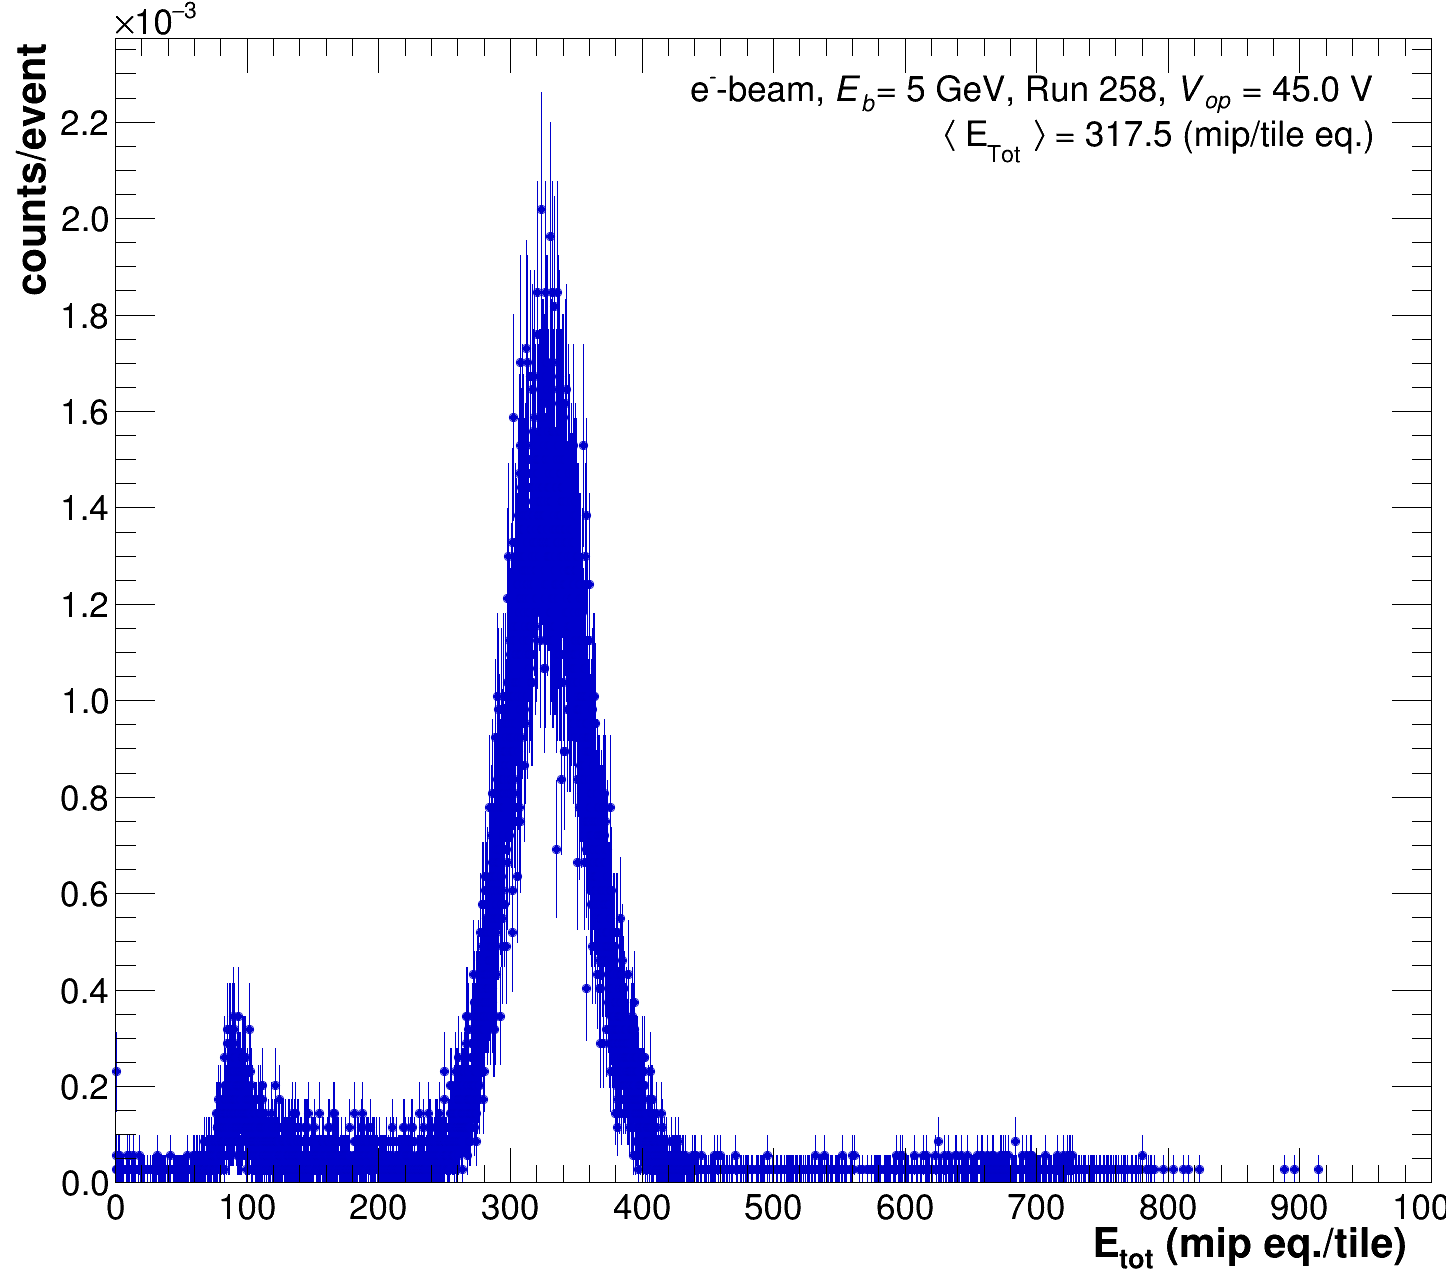 ×10⁻³
counts/event
e⁻-beam, E_b= 5 GeV, Run 258, V_op = 45.0 V
⟨ E_Tot ⟩ = 317.5 (mip/tile eq.)
2.2
2.0
1.8
1.6
1.4
1.2
1.0
0.8
0.6
0.4
0.2
0.0
0 100 200 300 400 500 600 700 800 900 100
E_tot (mip eq./tile)